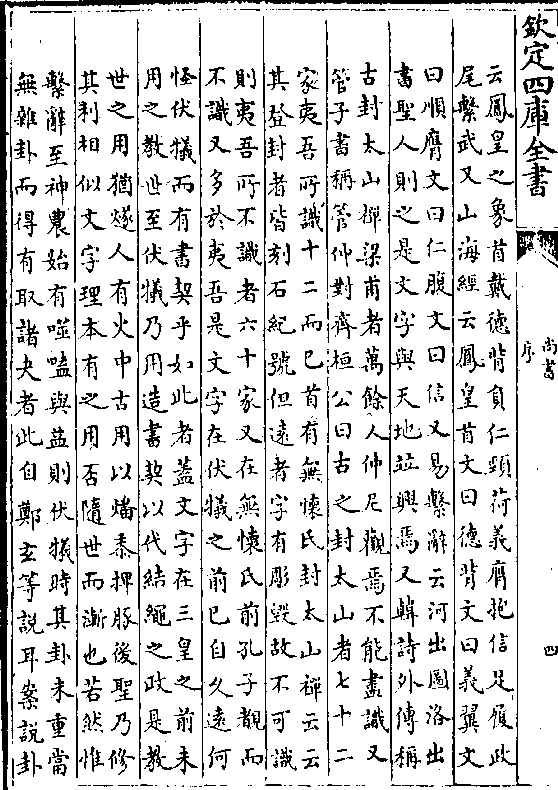 欽定四庫全書
尚書
序
四
云鳳皇之象首戴德背負仁頸荷義膺抱信足履政
尾繫武又山海經云鳳皇首文曰德背文曰義翼文
曰順膺文曰仁腹文曰信又易繫辭云河出圖洛出
書聖人則之是文字與天地並興焉又韓詩外傳稱
古封太山禪梁甫者萬餘人仲尼觀焉不能盡識又
管子書稱管仲對齊桓公曰古之封太山者七十二
家夷吾所識十二而已首有無懷氏封太山禪云云
其登封者皆刻石紀號但遠者字有彫毀故不可識
則夷吾所不識者六十家又在無懷氏前孔子覩而
不識又多於夷吾是文字在伏犧之前已自久遠何
怪伏犧而有書契乎如此者蓋文字在三皇之前未
用之教世至伏犧乃用造書契以代結繩之政是教
世之用猶燧人有火中古用以燔黍捭豚後聖乃修
其利相似文字理本有之用否隨世而漸也若然惟
繫辭至神農始有噬嗑與益則伏犧時其卦未重當
無雜卦而得有取諸夬者此自鄭玄等說耳案說卦